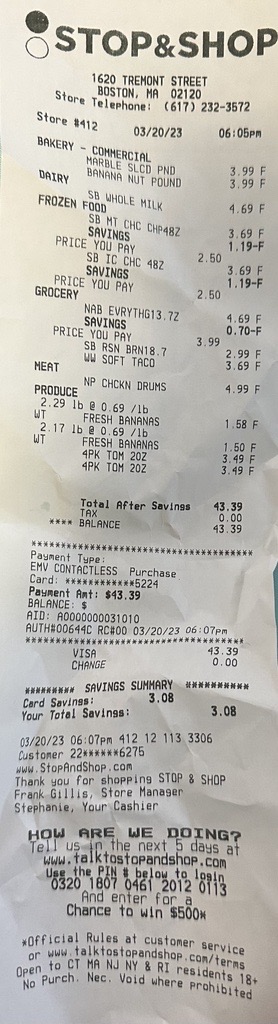 STOP&SHOP
1620 TREMONT STREET
BOSTON, MA 02120
Store Telephone: (617) 232-3572
Store #412 03/20/23 06:05pm
BAKERY - COMMERCIAL
MARBLE SLCD PND 3.99 F
BANANA NUT POUND 3.99 F
DAIRY
SB WHOLE MILK 4.69 F
FROZEN FOOD
SB MT CHC CHP48Z 3.69 F
SAVINGS 1.19-F
PRICE YOU PAY 2.50
SB IC CHC 48Z 3.69 F
SAVINGS 1.19-F
PRICE YOU PAY 2.50
GROCERY
NAB EVRYTHG13.7Z 4.69 F
SAVINGS 0.70-F
PRICE YOU PAY 3.99
SB RSN BRN18.7 2.99 F
WW SOFT TACO 3.69 F
MEAT
NP CHCKN DRUMS 4.99 F
PRODUCE
2.29 lb @ 0.69 /lb
WT FRESH BANANAS 1.58 F
2.17 lb @ 0.69 /lb
WT FRESH BANANAS 1.50 F
4PK TOM 20Z 3.49 F
4PK TOM 20Z 3.49 F
Total After Savings 43.39
TAX 0.00
**** BALANCE 43.39
************************************
Payment Type:
EMV CONTACTLESS Purchase
Card: ************5224
Payment Amt: $43.39
BALANCE: $
AID: A0000000031010
AUTH#00644C RC#00 03/20/23 06:07pm
************************************
VISA 43.39
CHANGE 0.00
********* SAVINGS SUMMARY **********
Card Savings: 3.08
Your Total Savings: 3.08
03/20/23 06:07pm 412 12 113 3306
Customer 22******6275
www.StopAndShop.com
Thank you for shopping STOP & SHOP
Frank Gillis, Store Manager
Stephanie, Your Cashier
HOW ARE WE DOING?
Tell us in the next 5 days at
www.talktostopandshop.com
Use the PIN # below to login
0320 1807 0461 2012 0113
And enter for a
Chance to win $500*
*Official Rules at customer service
or www.talktostopandshop.com/terms
Open to CT MA NJ NY & RI residents 18+
No Purch. Nec. Void where prohibited